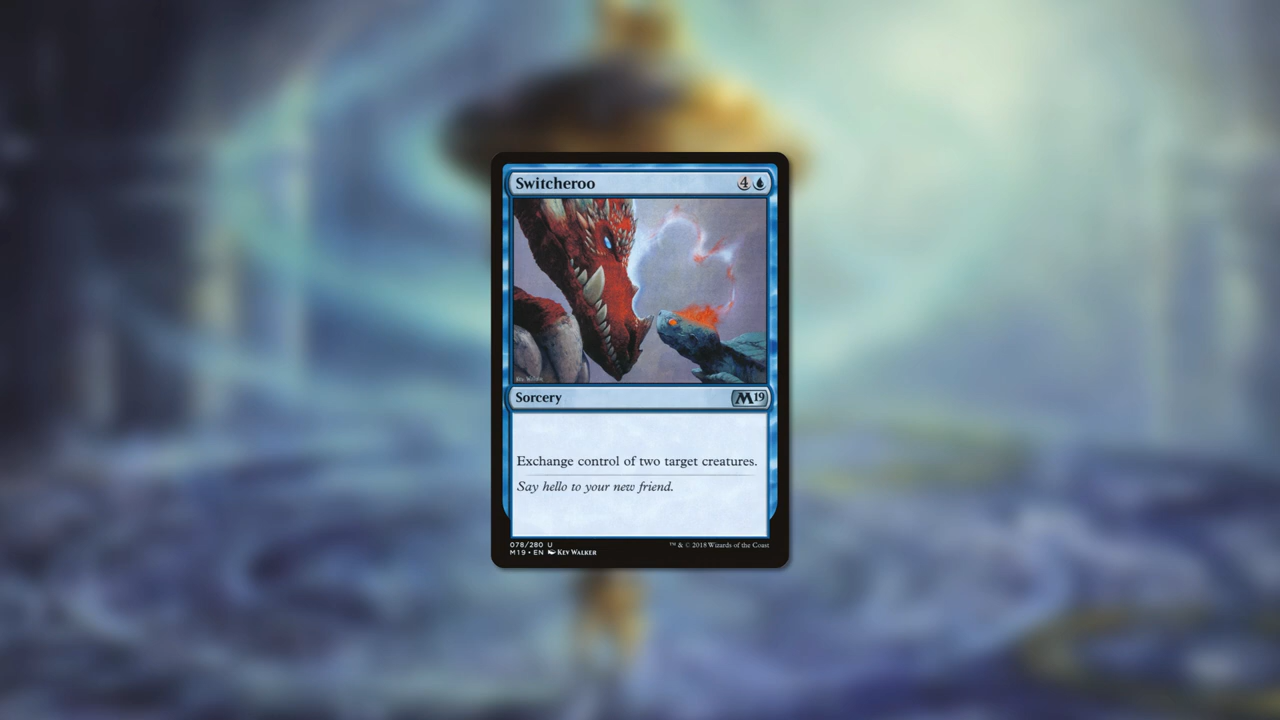 Switcheroo 4
Sorcery M19
Exchange control of two target creatures.
Say hello to your new friend.
078/280 U ™ & © 2018 Wizards of the Coast
M19 • EN Kev Walker